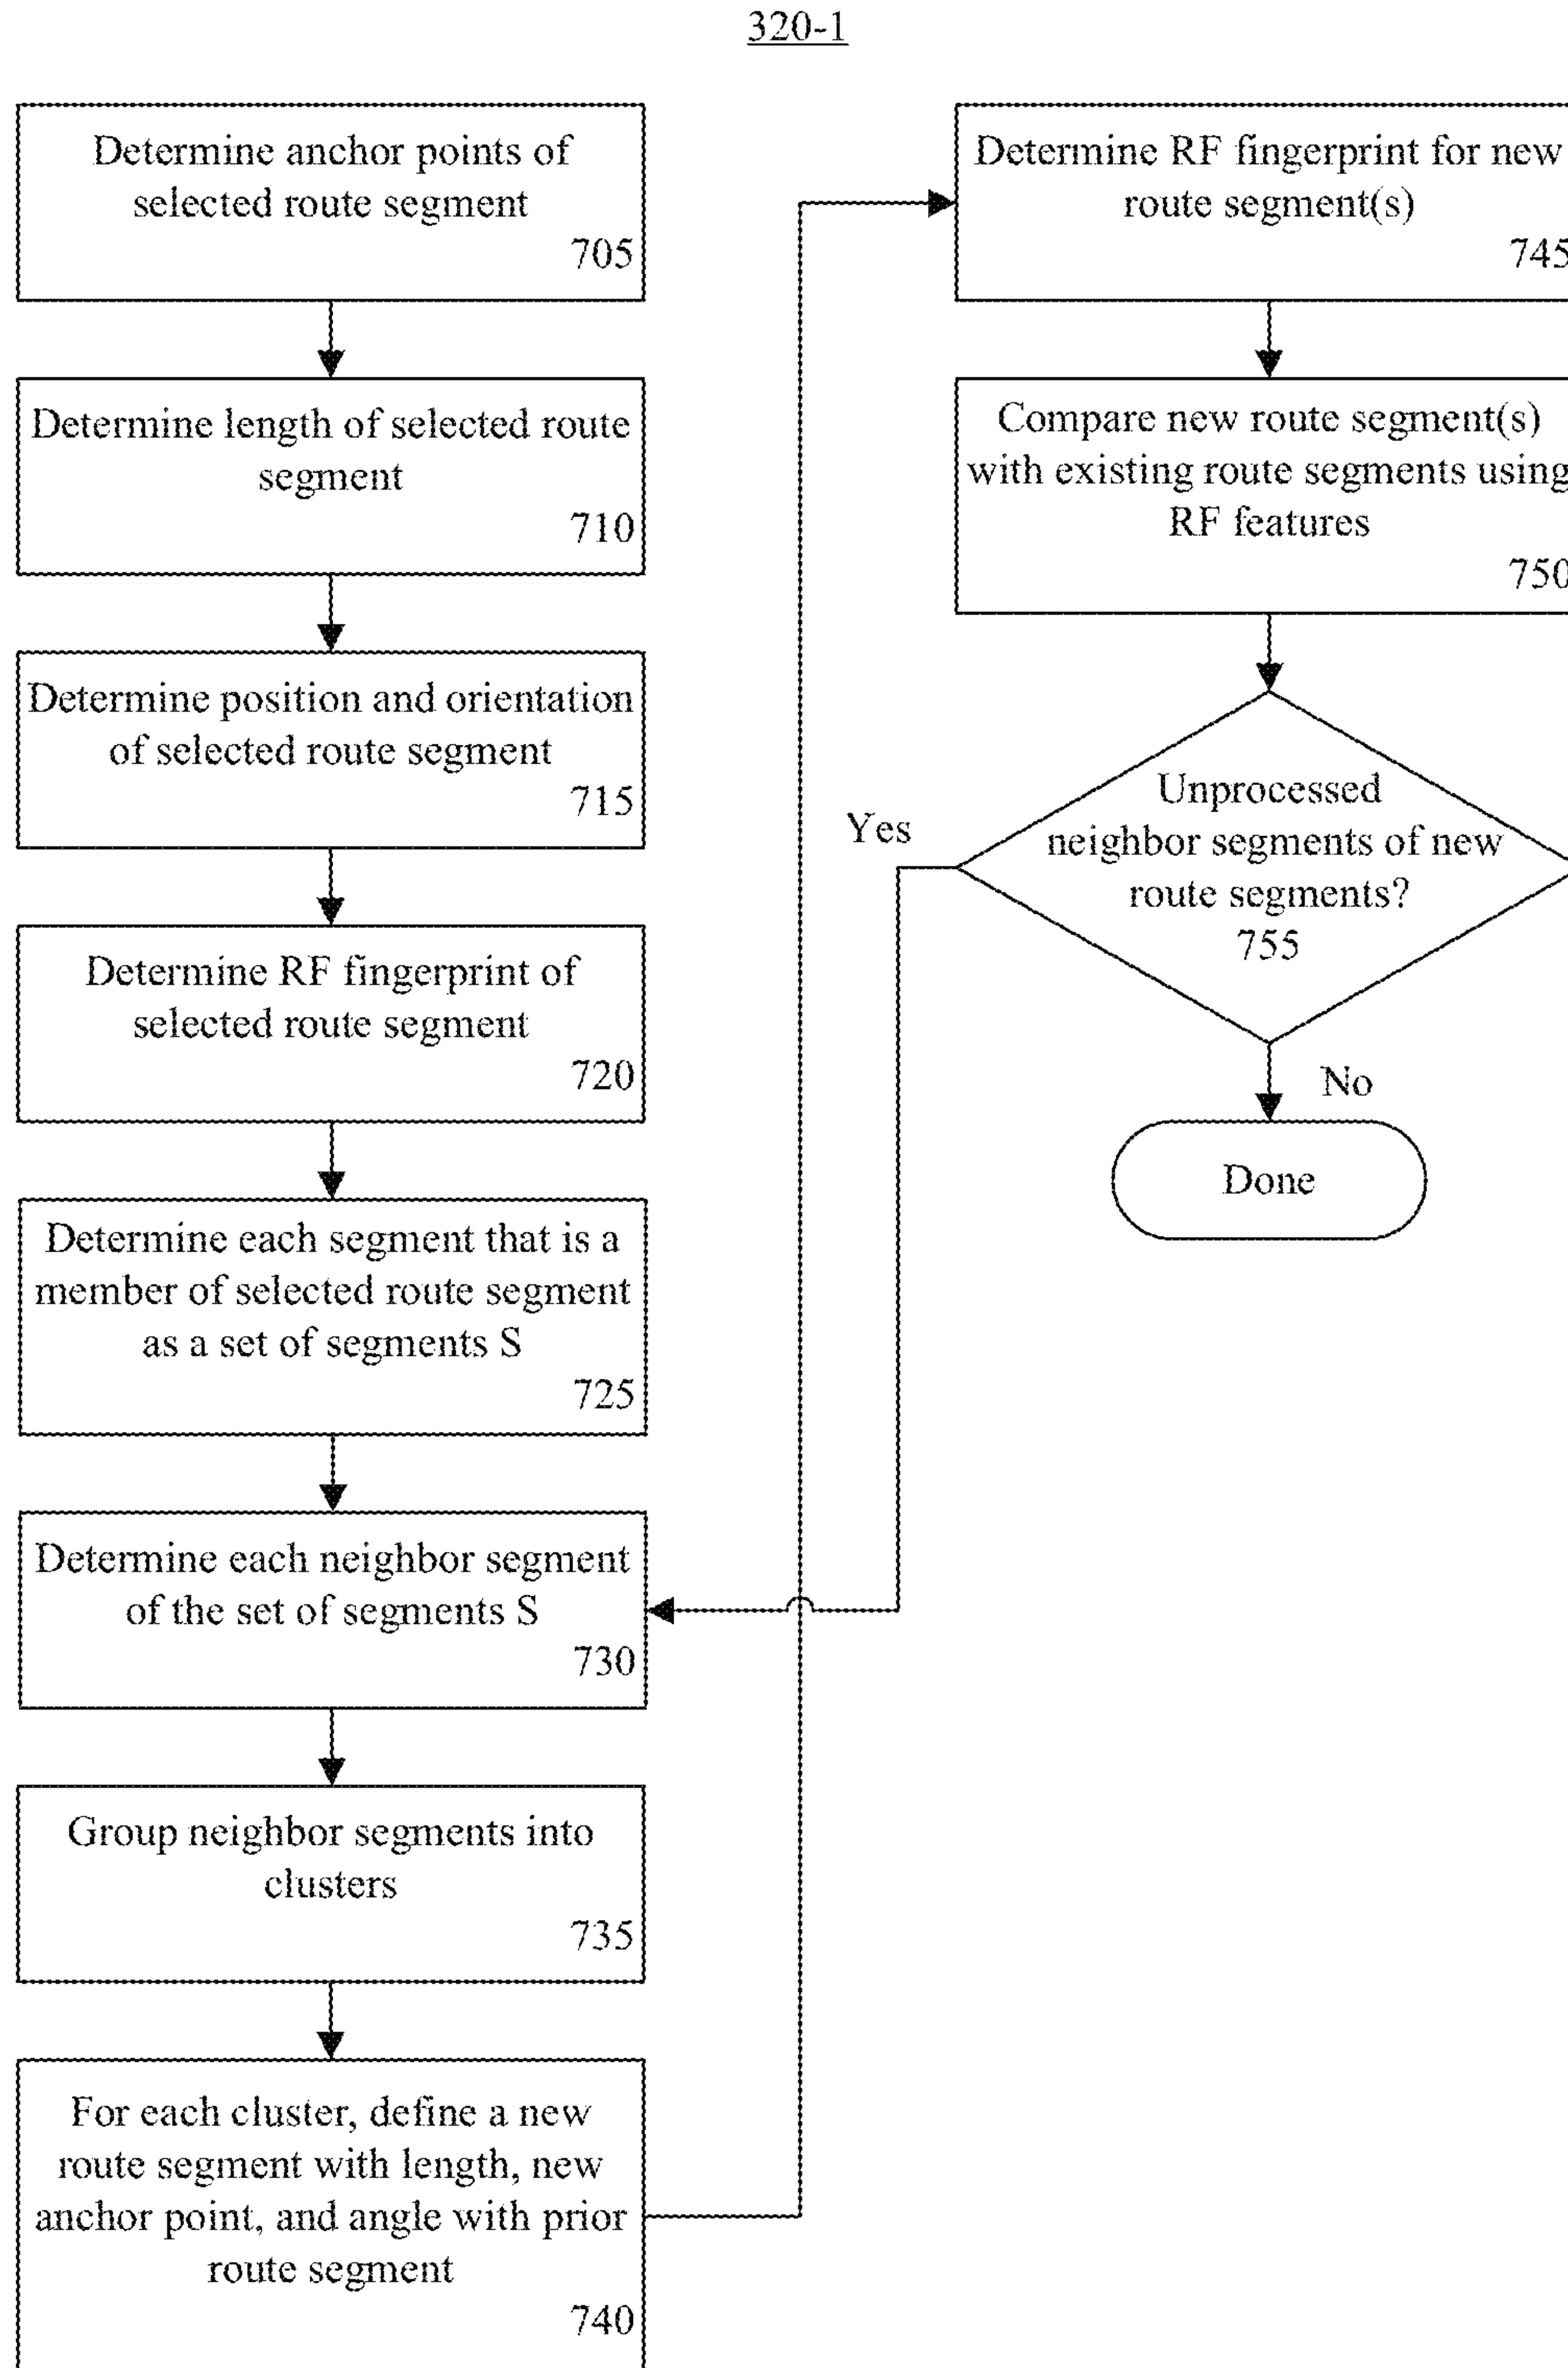 320-1
Determine anchor points of
selected route segment
705
Determine length of selected route
segment
710
Determine position and orientation
of selected route segment
715
Determine RF fingerprint of
selected route segment
720
Determine each segment that is a
member of selected route segment
as a set of segments S
725
Determine each neighbor segment
of the set of segments S
730
Group neighbor segments into
clusters
735
For each cluster, define a new
route segment with length, new
anchor point, and angle with prior
route segment
740
Determine RF fingerprint for new
route segment(s)
745
Compare new route segment(s)
with existing route segments using
RF features
750
Unprocessed
neighbor segments of new
route segments?
755
Yes
No
Done